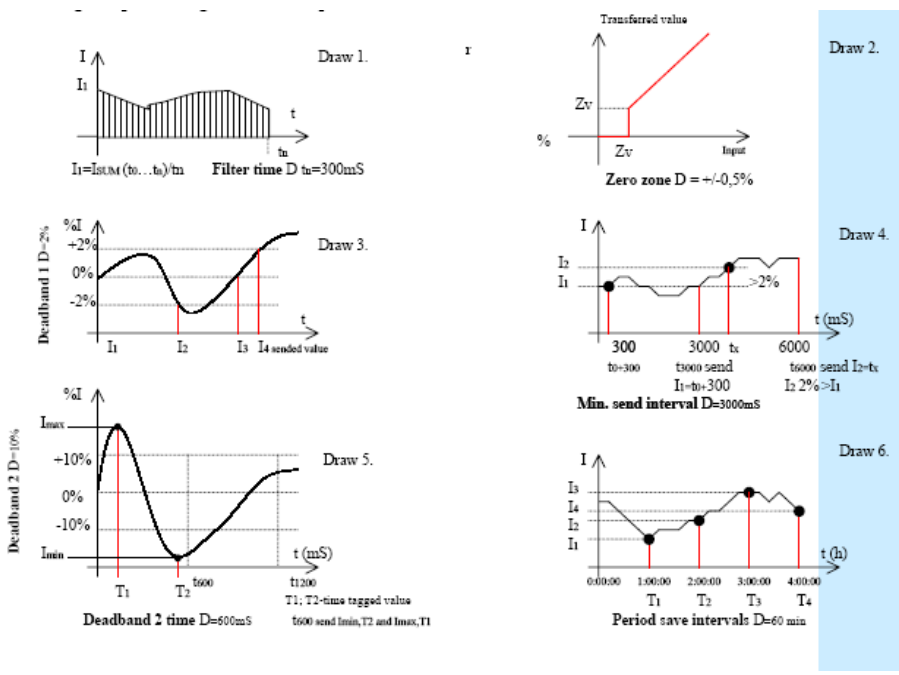 Draw 1.
I
I1
t
tn
I1=ISUM (t0...tn)/tn
Filter time D tn=300mS
r
Transferred value
Draw 2.
Zv
%
Zv
Input
Zero zone D = +/-0,5%
Deadband 1 D=2%
%I
+2%
0%
-2%
Draw 3.
t
I1
I2
I3
I4 sended value
Draw 4.
I
I2
I1
>2%
t (mS)
300
3000
tx
6000
t0+300
t3000 send
t6000 send I2=tx
I1=t0+300
I2 2%>I1
Min. send interval D=3000mS
Deadband 2 D=10%
%I
Imax
+10%
0%
-10%
Imin
Draw 5.
t (mS)
t600
t1200
T1
T2
T1; T2-time tagged value
Deadband 2 time D=600mS
t600 send Imin,T2 and Imax,T1
Draw 6.
I
I3
I4
I2
I1
t (h)
0:00:00
1:00:00
2:00:00
3:00:00
4:00:00
T1
T2
T3
T4
Period save intervals D=60 min